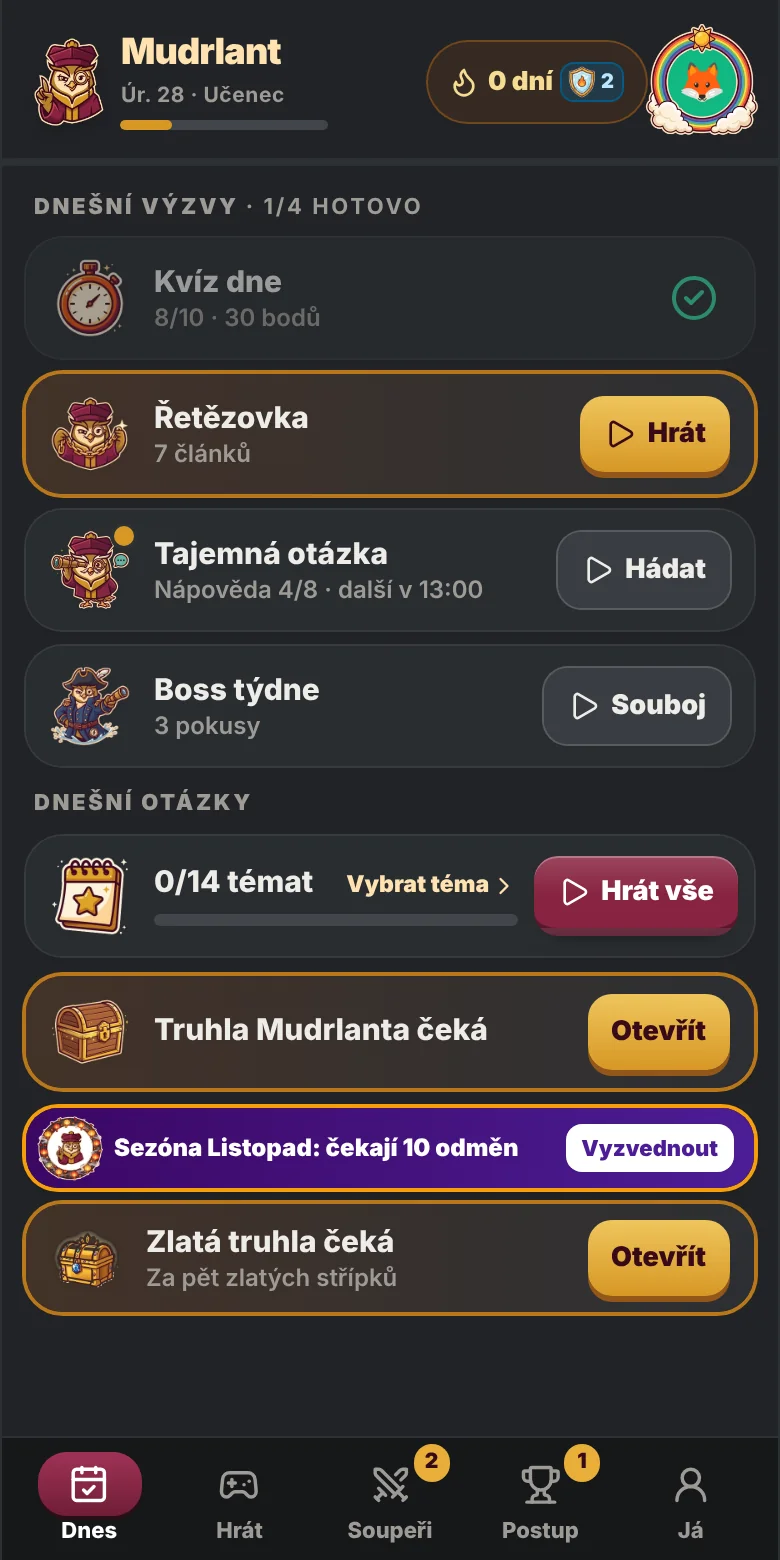 Mudrlant
Úr. 28 · Učenec
0 dní 2
DNEŠNÍ VÝZVY · 1/4 HOTOVO
Kvíz dne
8/10 · 30 bodů
Řetězovka
7 článků
Hrát
Tajemná otázka
Nápověda 4/8 · další v 13:00
Hádat
Boss týdne
3 pokusy
Souboj
DNEŠNÍ OTÁZKY
0/14 témat
Vybrat téma
Hrát vše
Truhla Mudrlanta čeká
Otevřít
Sezóna Listopad: čekají 10 odměn
Vyzvednout
Zlatá truhla čeká
Za pět zlatých střípků
Otevřít
Dnes
Hrát
2
Soupeři
1
Postup
Já